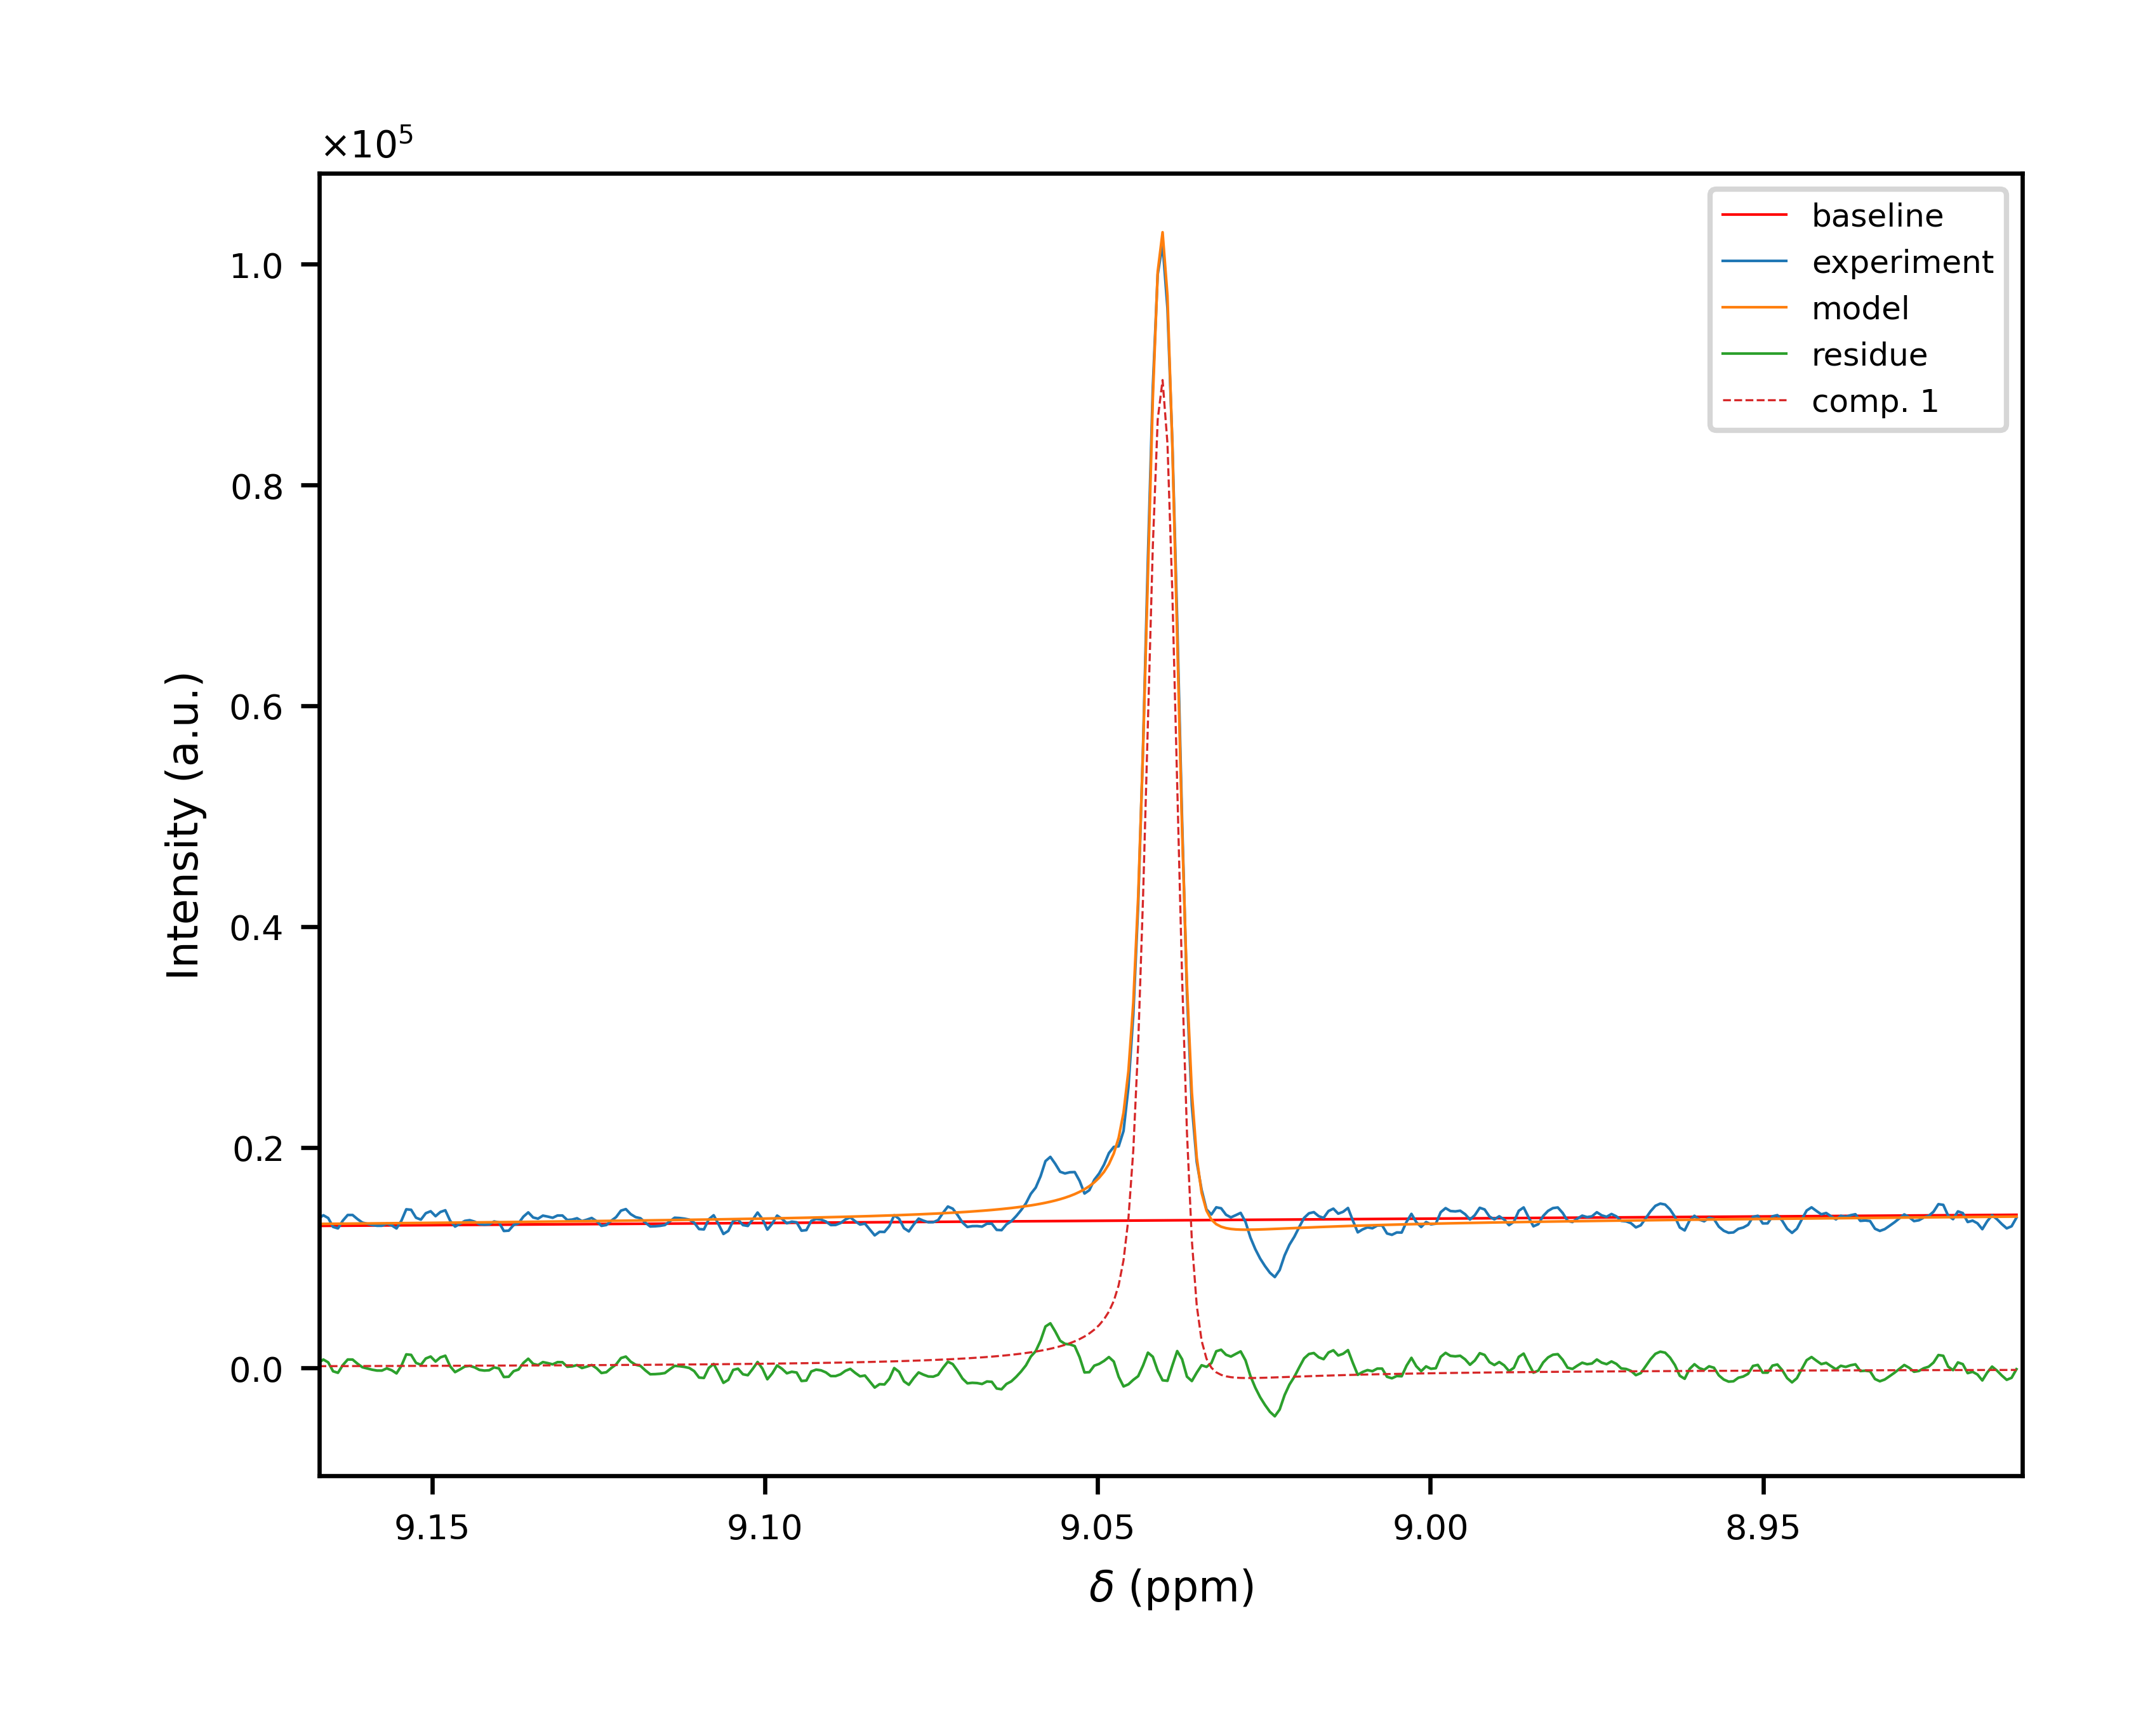 ×10⁵
baseline
experiment
model
residue
comp. 1
1.0
0.8
0.6
0.4
0.2
0.0
Intensity (a.u.)
9.15 9.10 9.05 9.00 8.95
δ (ppm)